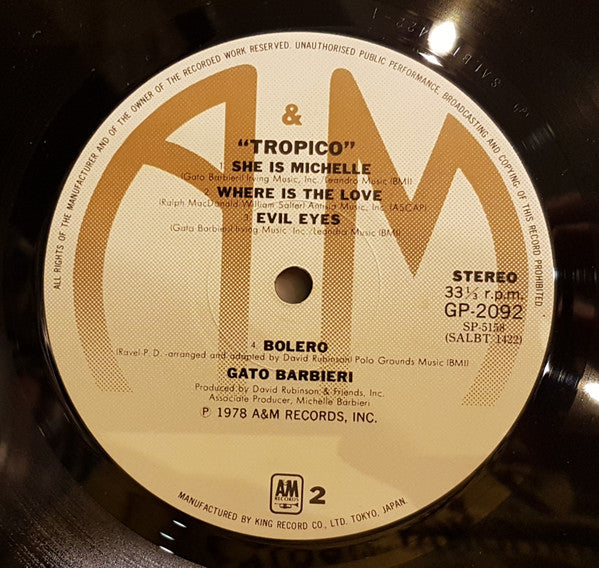 ALL RIGHTS OF THE MANUFACTURER AND OF THE OWNER OF THE RECORDED WORK RESERVED. UNAUTHORISED PUBLIC PERFORMANCE, BROADCASTING AND COPYING OF THIS RECORD PROHIBITED.
A&M
"TROPICO"
1. SHE IS MICHELLE
(Gato Barbieri) Irving Music, Inc./Leandra Music (BMI)
2. WHERE IS THE LOVE
(Ralph MacDonald-William Salter) Antisia Music, Inc. (ASCAP)
3. EVIL EYES
(Gato Barbieri) Irving Music Inc./Leandra Music (BMI)
STEREO
33⅓ r.p.m.
GP-2092
SP-5158
(SALBT 1422)
4. BOLERO
(Ravel-P. D. -arranged and adapted by David Rubinson) Polo Grounds Music (BMI)
GATO BARBIERI
Produced by David Rubinson & Friends, Inc.
Associate Producer, Michelle Barbieri
℗ 1978 A&M RECORDS, INC.
A&M RECORDS
2
MANUFACTURED BY KING RECORD CO., LTD. TOKYO, JAPAN.